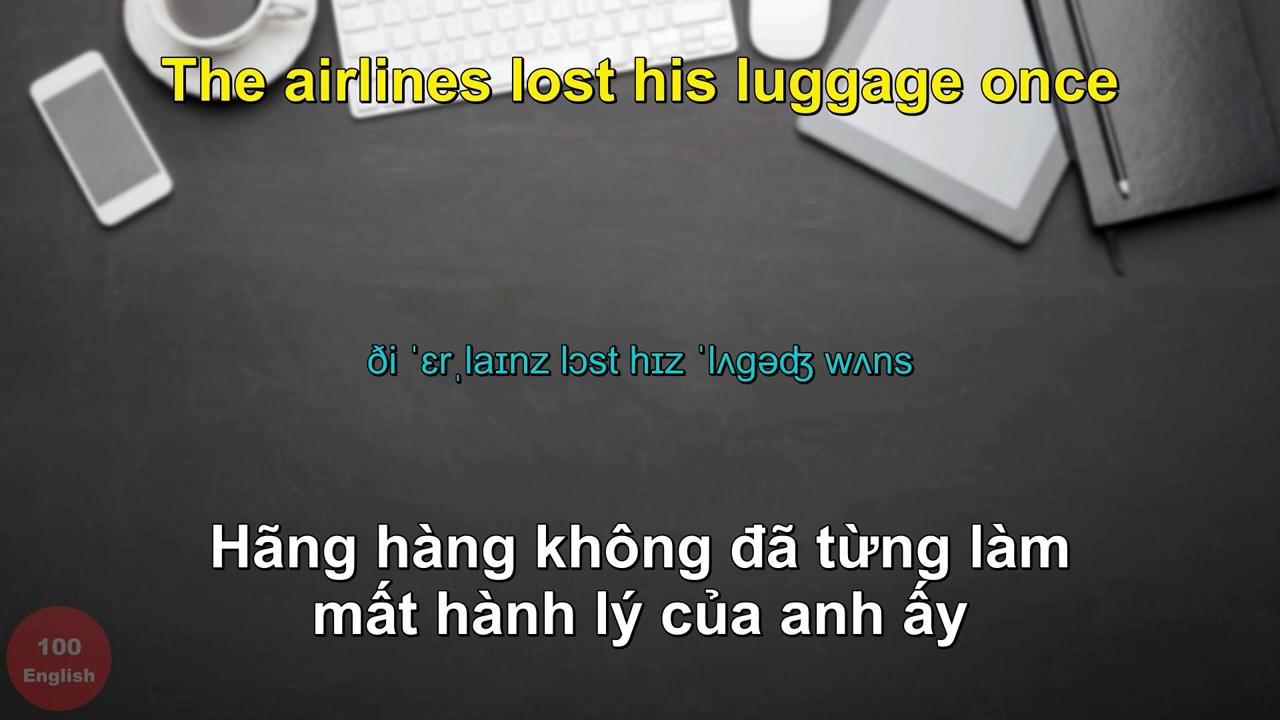 The airlines lost his luggage once
ði ˈɛrˌlaɪnz lɔst hɪz ˈlʌgəʤ wʌns
Hãng hàng không đã từng làm
mất hành lý của anh ấy
100
English